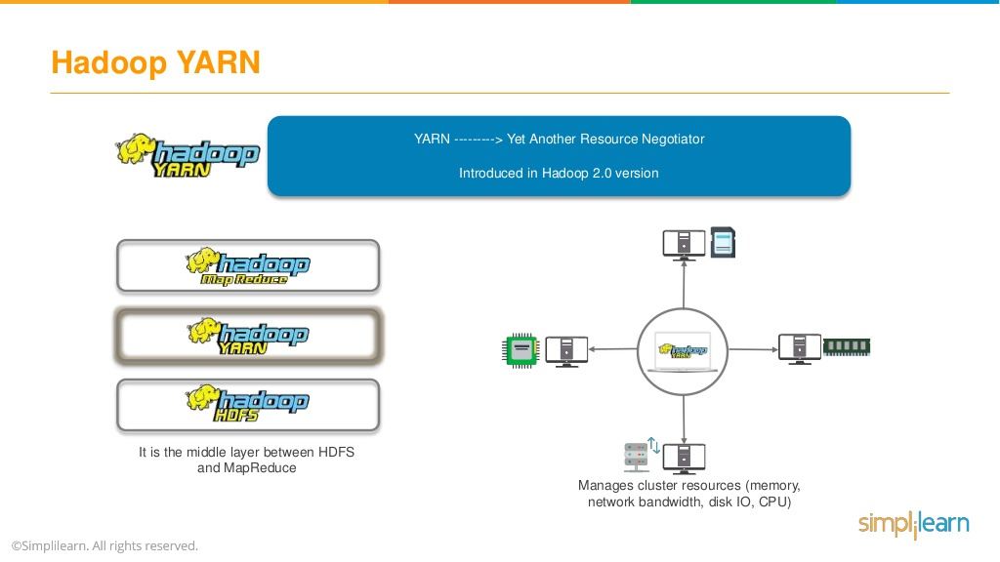 Hadoop YARN
hadoop
YARN
YARN ---------> Yet Another Resource Negotiator
Introduced in Hadoop 2.0 version
hadoop
Map Reduce
hadoop
YARN
hadoop
HDFS
It is the middle layer between HDFS
and MapReduce
hadoop
YARN
Manages cluster resources (memory,
network bandwidth, disk IO, CPU)
simplilearn
©Simplilearn. All rights reserved.